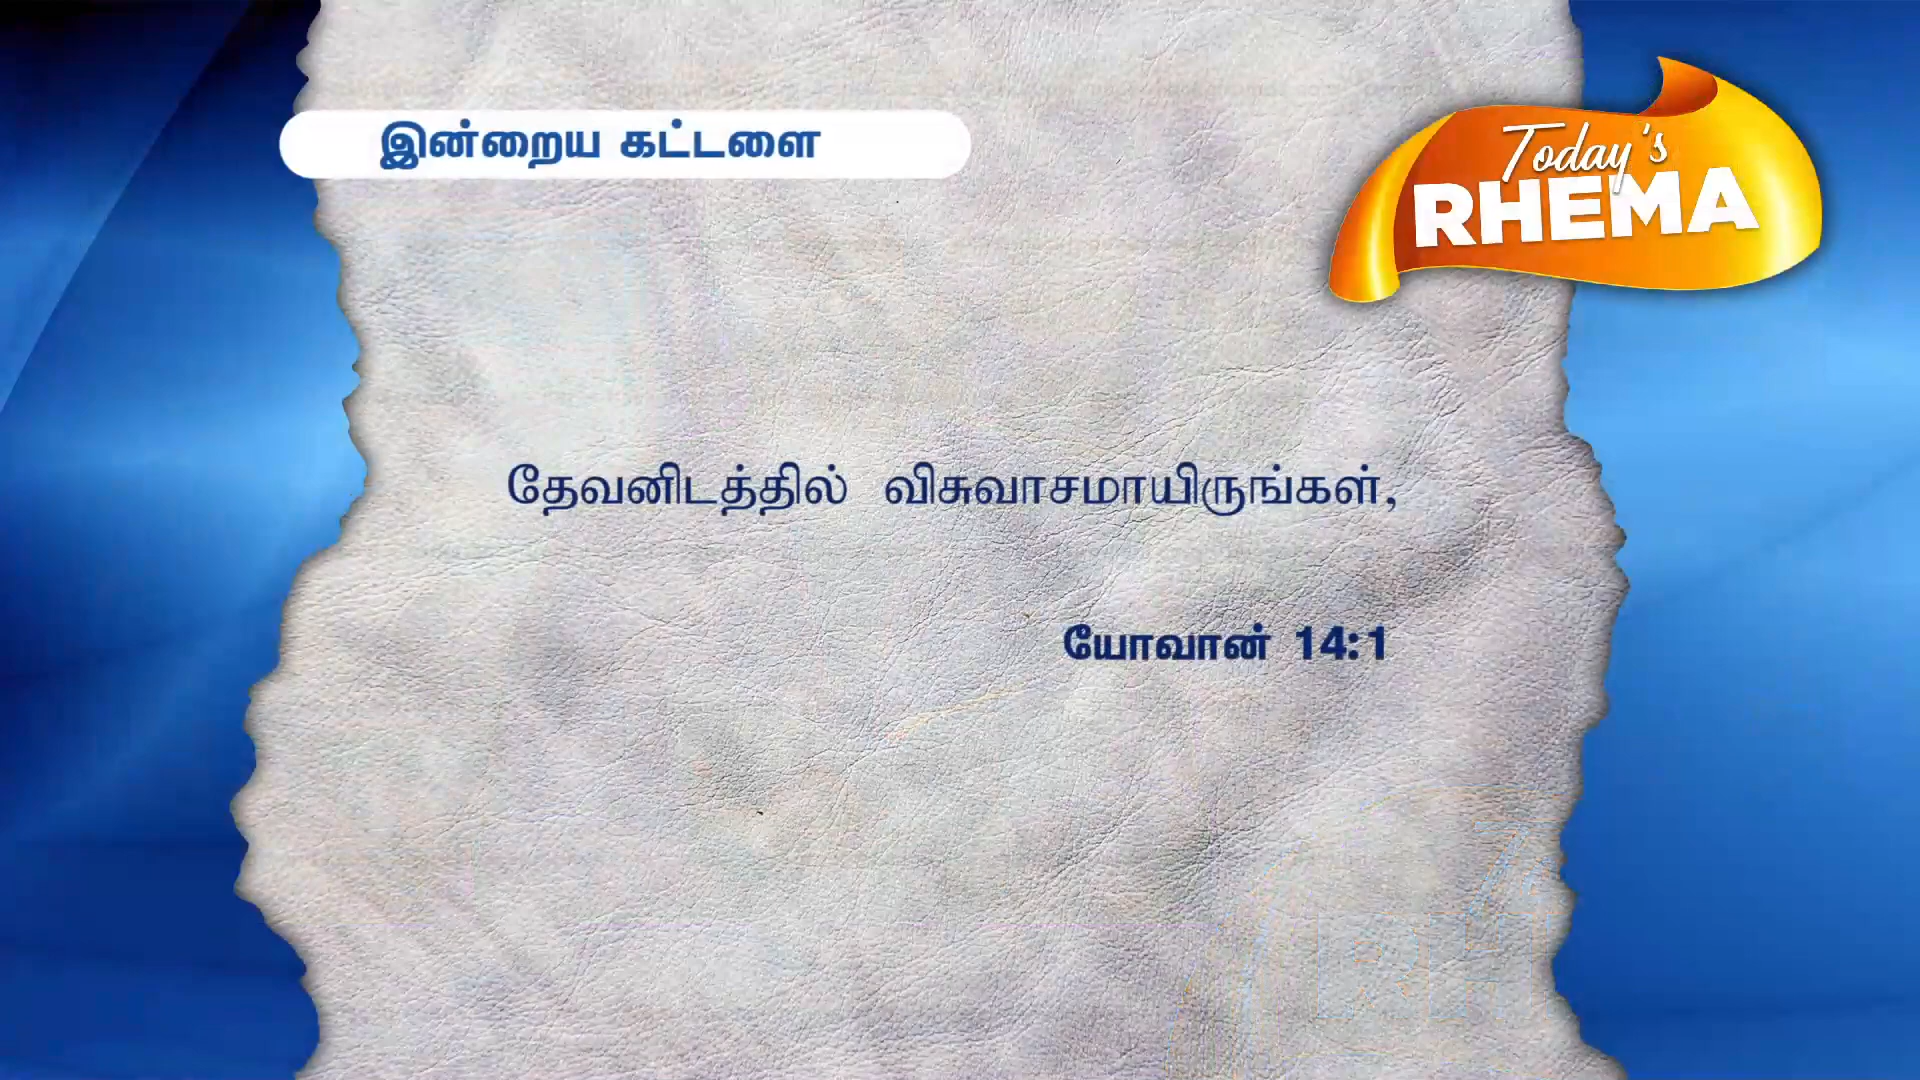 இன்றைய கட்டளை
Today's
RHEMA
தேவனிடத்தில் விசுவாசமாயிருங்கள்,
யோவான் 14:1